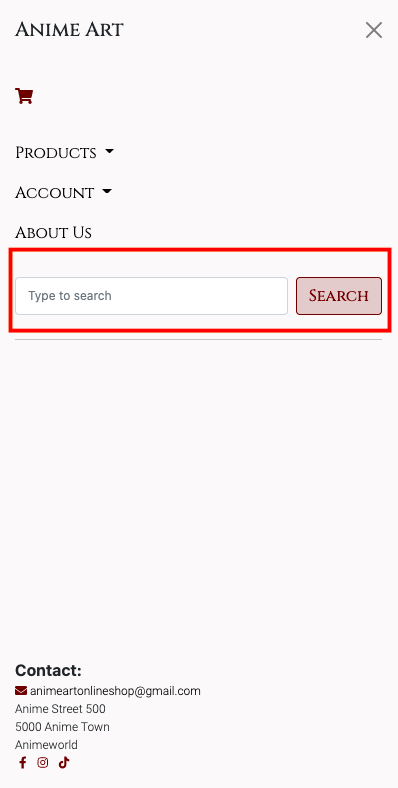 Anime Art
Products
Account
About Us
Type to search
Search
Contact:
animeartonlineshop@gmail.com
Anime Street 500
5000 Anime Town
Animeworld